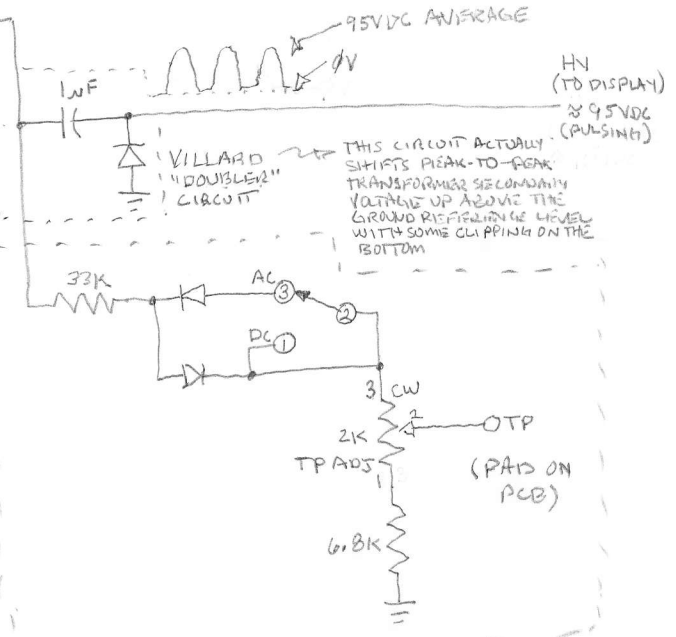 95VDC AVERAGE
0V
1uF
HV
(TO DISPLAY)
≈ 95VDC
(PULSING)
VILLARD
"DOUBLER"
CIRCUIT
THIS CIRCUIT ACTUALLY
SHIFTS PEAK-TO-PEAK
TRANSFORMER SECONDARY
VOLTAGE UP ABOVE THE
GROUND REFERENCE LEVEL
WITH SOME CLIPPING ON THE
BOTTOM
33K
AC 3
2
DC 1
3 CW
2
2K
TP
TP ADJ
1
(PAD ON
PCB)
6.8K